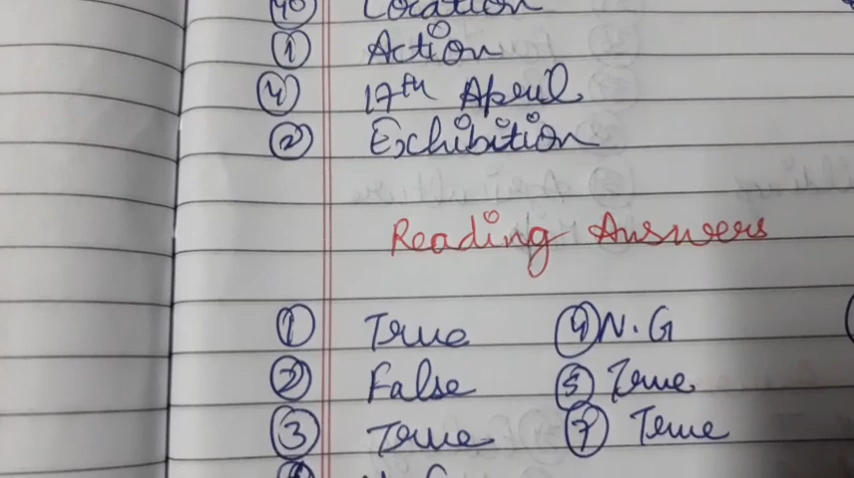 40 Location
1 Action
4 17th April
2 Exhibition
Reading Answers
1 True 4 N.G
2 False 5 True
3 True 7 True